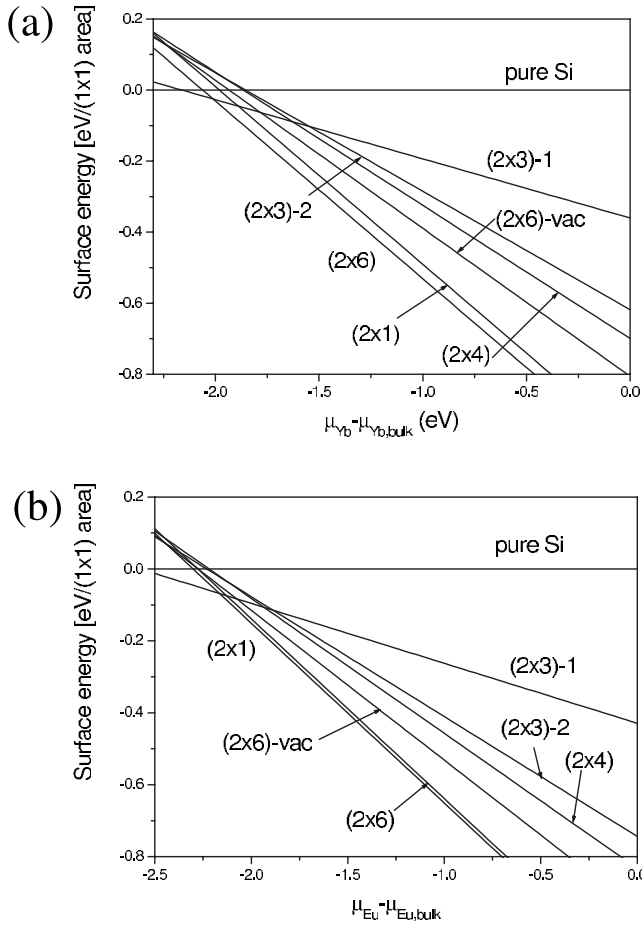 (a)
Surface energy [eV/(1x1) area]
0.2
0.0
-0.2
-0.4
-0.6
-0.8
pure Si
(2x3)-1
(2x3)-2
(2x6)-vac
(2x6)
(2x1)
(2x4)
-2.0
-1.5
-1.0
-0.5
0.0
μYb-μYb,bulk (eV)
(b)
Surface energy [eV/(1x1) area]
0.2
0.0
-0.2
-0.4
-0.6
-0.8
pure Si
(2x1)
(2x3)-1
(2x6)-vac
(2x3)-2
(2x4)
(2x6)
-2.5
-2.0
-1.5
-1.0
-0.5
0.0
μEu-μEu,bulk